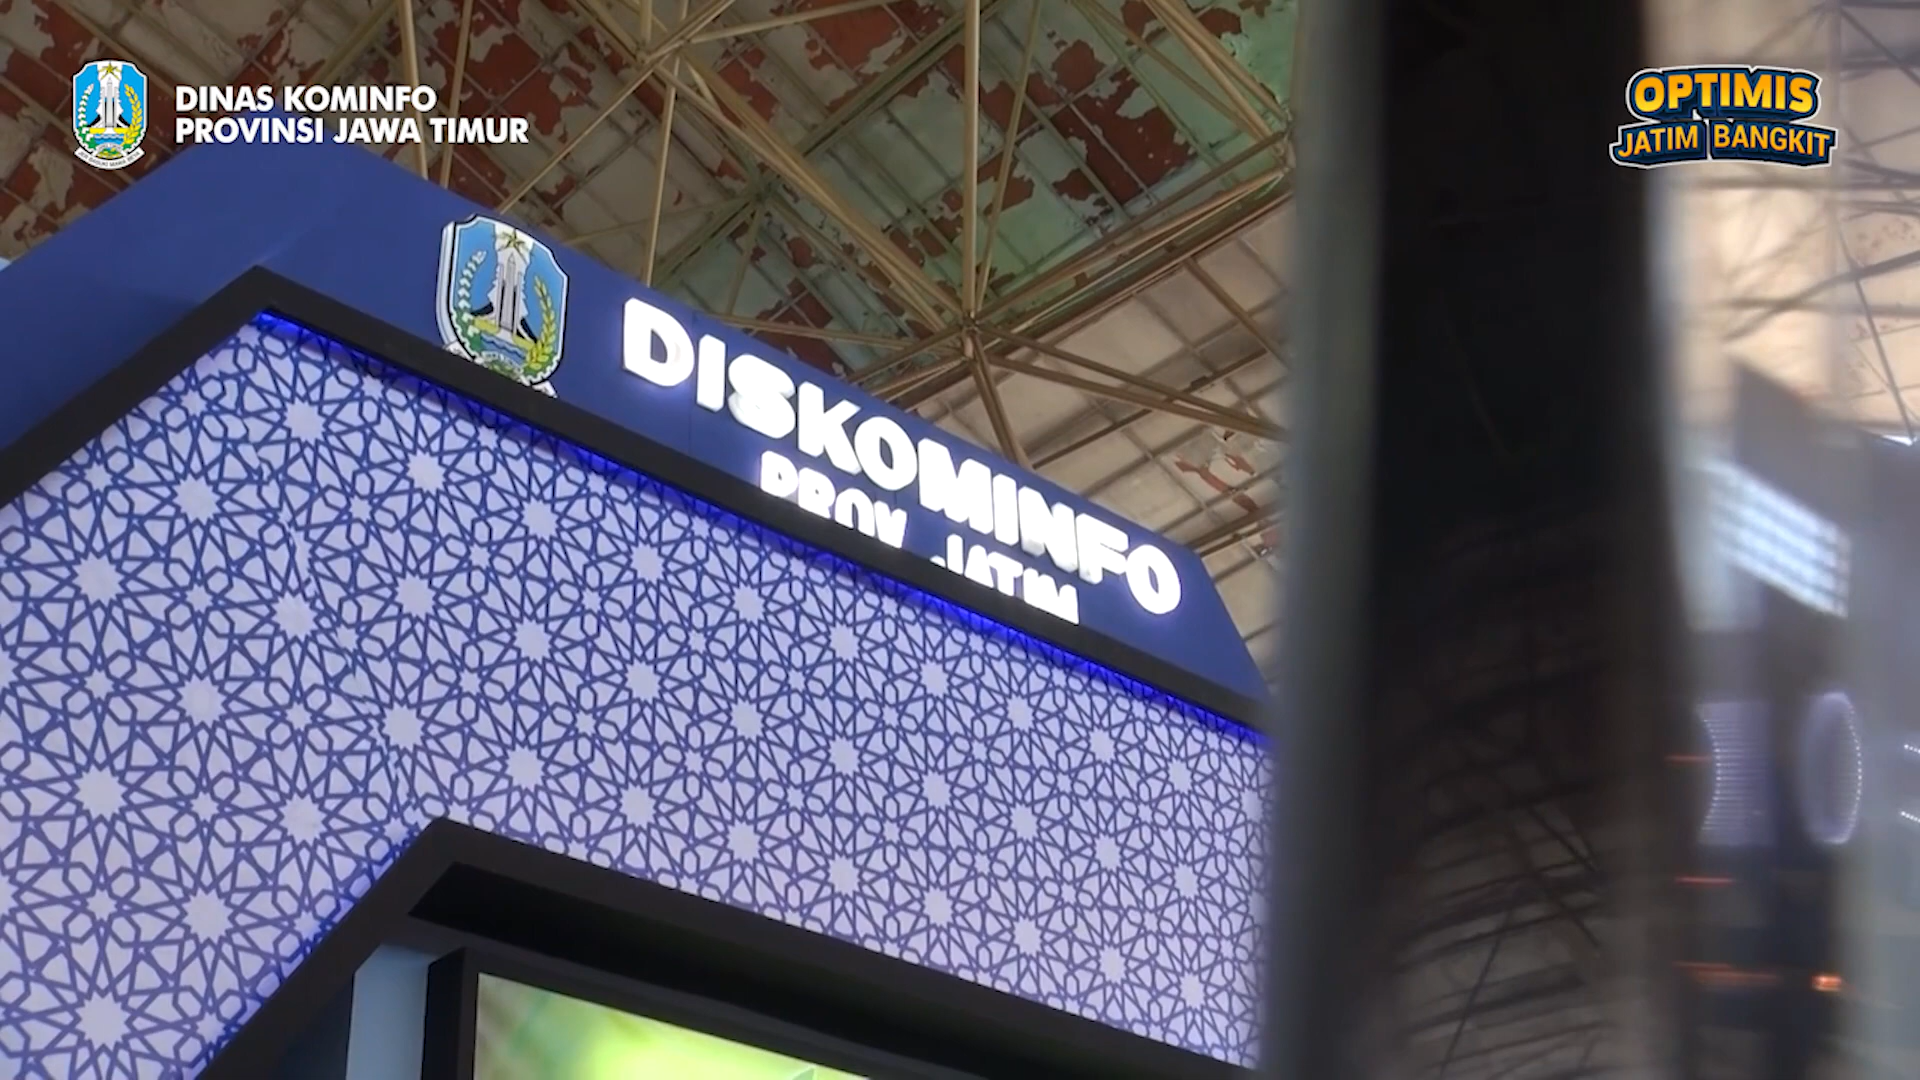 DINAS KOMINFO
PROVINSI JAWA TIMUR
OPTIMIS
JATIM BANGKIT
DISKOMINFO
PROV JATIM